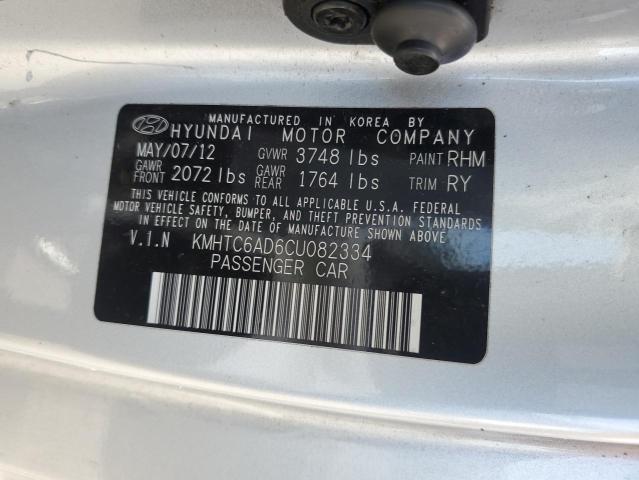 MANUFACTURED IN KOREA BY
HYUNDAI MOTOR COMPANY
MAY/07/12 GVWR 3748 lbs PAINT RHM
GAWR FRONT 2072 lbs GAWR REAR 1764 lbs TRIM RY
THIS VEHICLE CONFORMS TO ALL APPLICABLE U.S.A. FEDERAL
MOTOR VEHICLE SAFETY, BUMPER, AND THEFT PREVENTION STANDARDS
IN EFFECT ON THE DATE OF MANUFACTURE SHOWN ABOVE.
V.I.N KMHTC6AD6CU082334
PASSENGER CAR